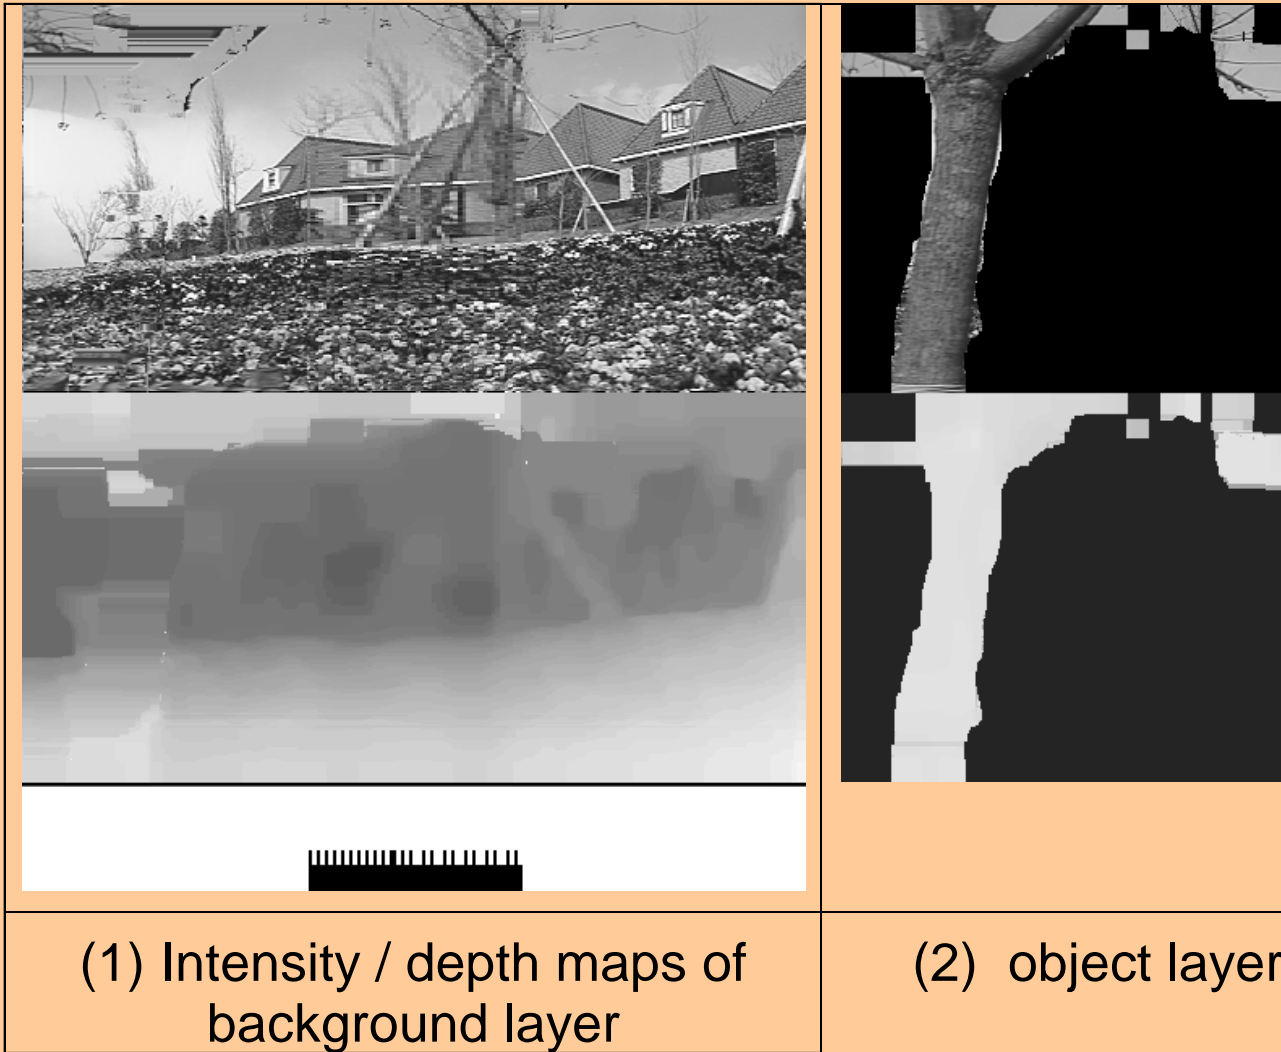 (1) Intensity / depth maps of
background layer
(2) object layer